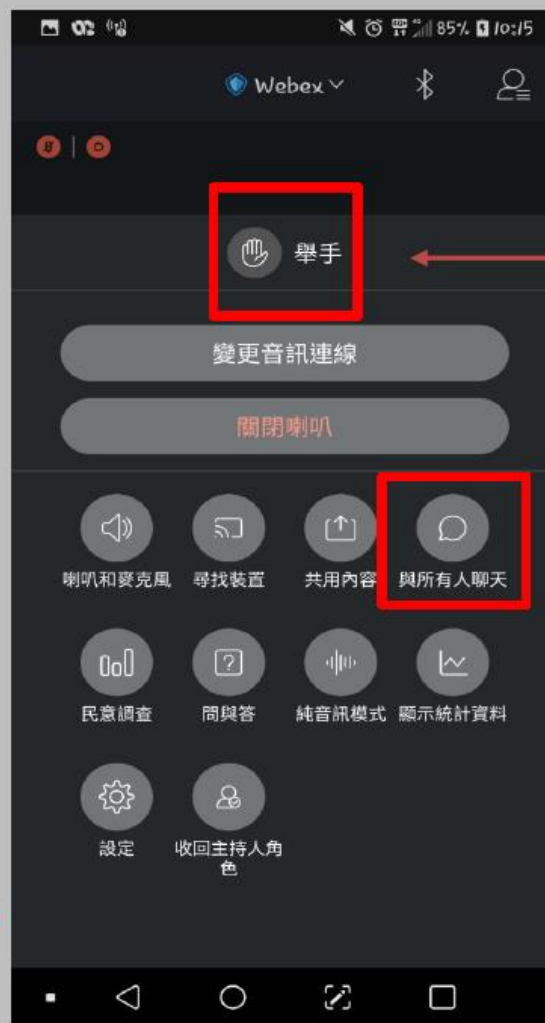 85% 10:15
Webex
舉手
變更音訊連線
關閉喇叭
喇叭和麥克風 尋找裝置 共用內容 與所有人聊天
民意調查 問與答 純音訊模式 顯示統計資料
設定 收回主持人角
色